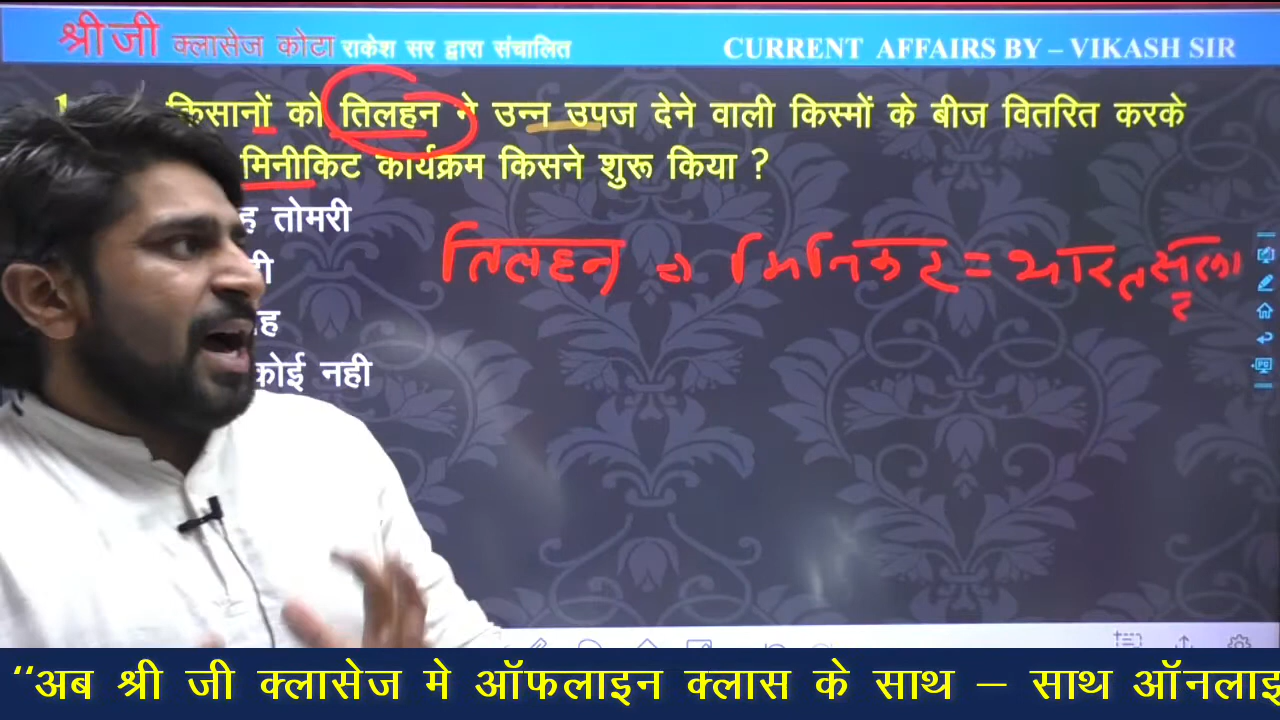 श्रीजी क्लासेज कोटा राकेश सर द्वारा संचालित CURRENT AFFAIRS BY – VIKASH SIR
किसानों को तिलहन ने उन्न उपज देने वाली किस्मों के बीज वितरित करके
मिनीकिट कार्यक्रम किसने शुरू किया ?
ह तोमरी
तिलहन
कोई नही
‘‘अब श्री जी क्लासेज मे ऑफलाइन क्लास के साथ – साथ ऑनलाइ